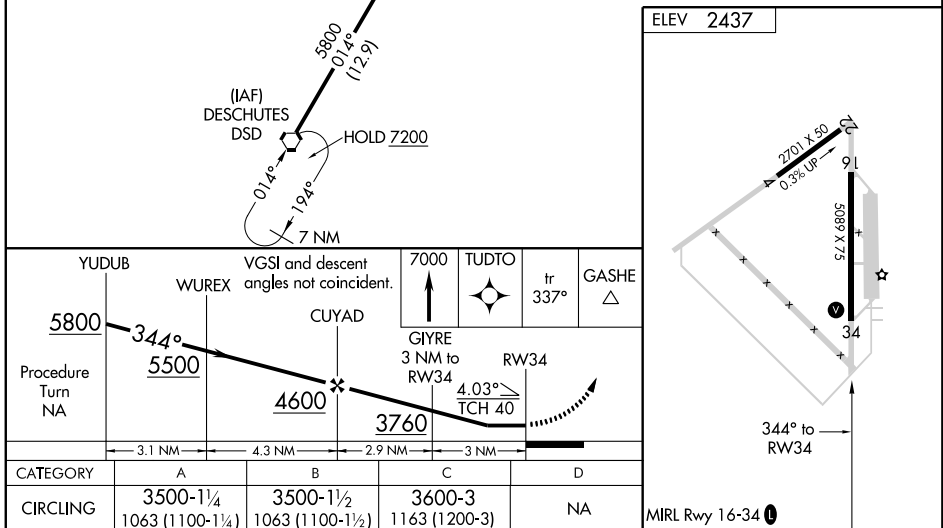 5800
014°
(12.9)
(IAF)
DESCHUTES
DSD
HOLD 7200
014°
194°
7 NM
YUDUB
WUREX
VGSI and descent
angles not coincident.
CUYAD
7000
TUDTO
tr
337°
GASHE
5800
344°
5500
4600
Procedure
Turn
NA
GIYRE
3 NM to
RW34
RW34
3760
4.03°
TCH 40
3.1 NM
4.3 NM
2.9 NM
3 NM
CATEGORY A B C D
CIRCLING 3500-1¼ 3500-1½ 3600-3 NA
1063 (1100-1¼) 1063 (1100-1½) 1163 (1200-3)
ELEV 2437
22
2701 X 50
0.3% UP
4
16
5089 X 75
V
34
344° to
RW34
MIRL Rwy 16-34 L